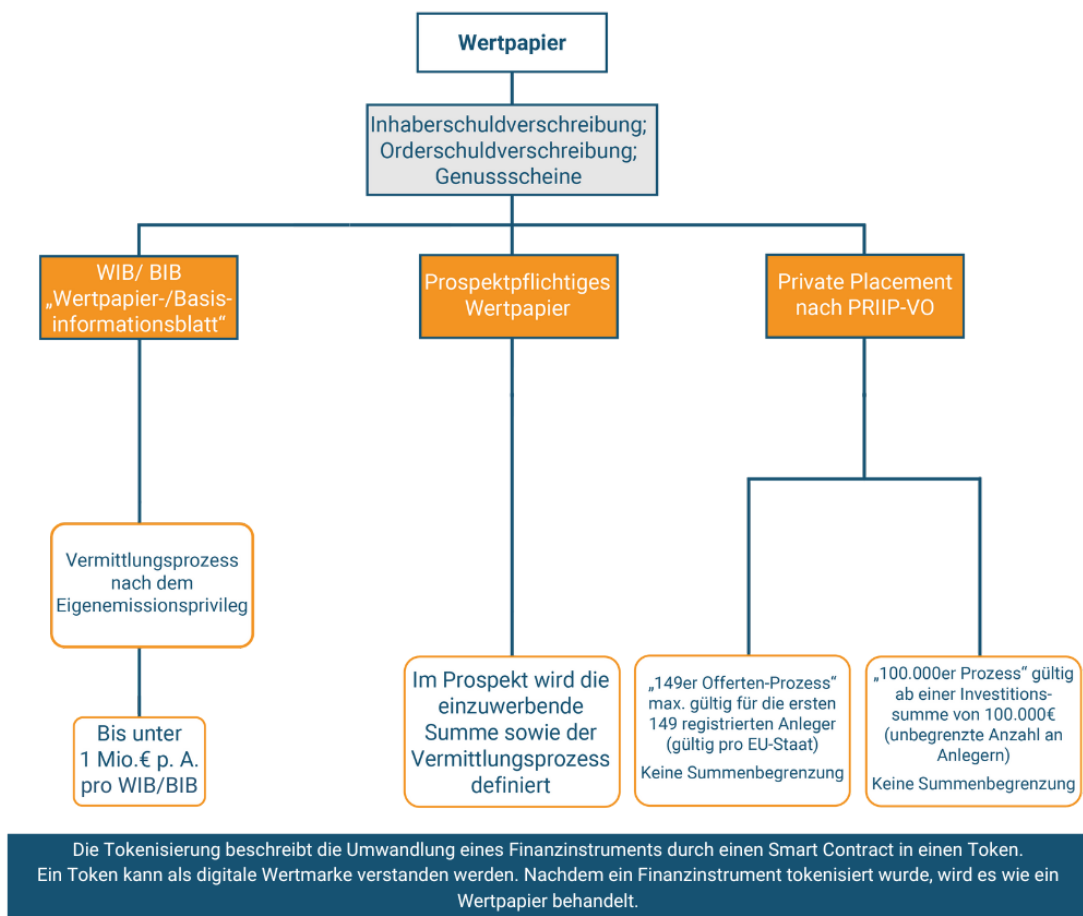 Wertpapier
Inhaberschuldverschreibung;
Orderschuldverschreibung;
Genussscheine
WIB/ BIB
„Wertpapier-/Basis-
informationsblatt“
Prospektpflichtiges
Wertpapier
Private Placement
nach PRIIP-VO
Vermittlungsprozess
nach dem
Eigenemissionsprivileg
Bis unter
1 Mio.€ p. A.
pro WIB/BIB
Im Prospekt wird die
einzuwerbende
Summe sowie der
Vermittlungsprozess
definiert
„149er Offerten-Prozess“
max. gültig für die ersten
149 registrierten Anleger
(gültig pro EU-Staat)
Keine Summenbegrenzung
„100.000er Prozess“ gültig
ab einer Investitions-
summe von 100.000€
(unbegrenzte Anzahl an
Anlegern)
Keine Summenbegrenzung
Die Tokenisierung beschreibt die Umwandlung eines Finanzinstruments durch einen Smart Contract in einen Token.
Ein Token kann als digitale Wertmarke verstanden werden. Nachdem ein Finanzinstrument tokenisiert wurde, wird es wie ein
Wertpapier behandelt.